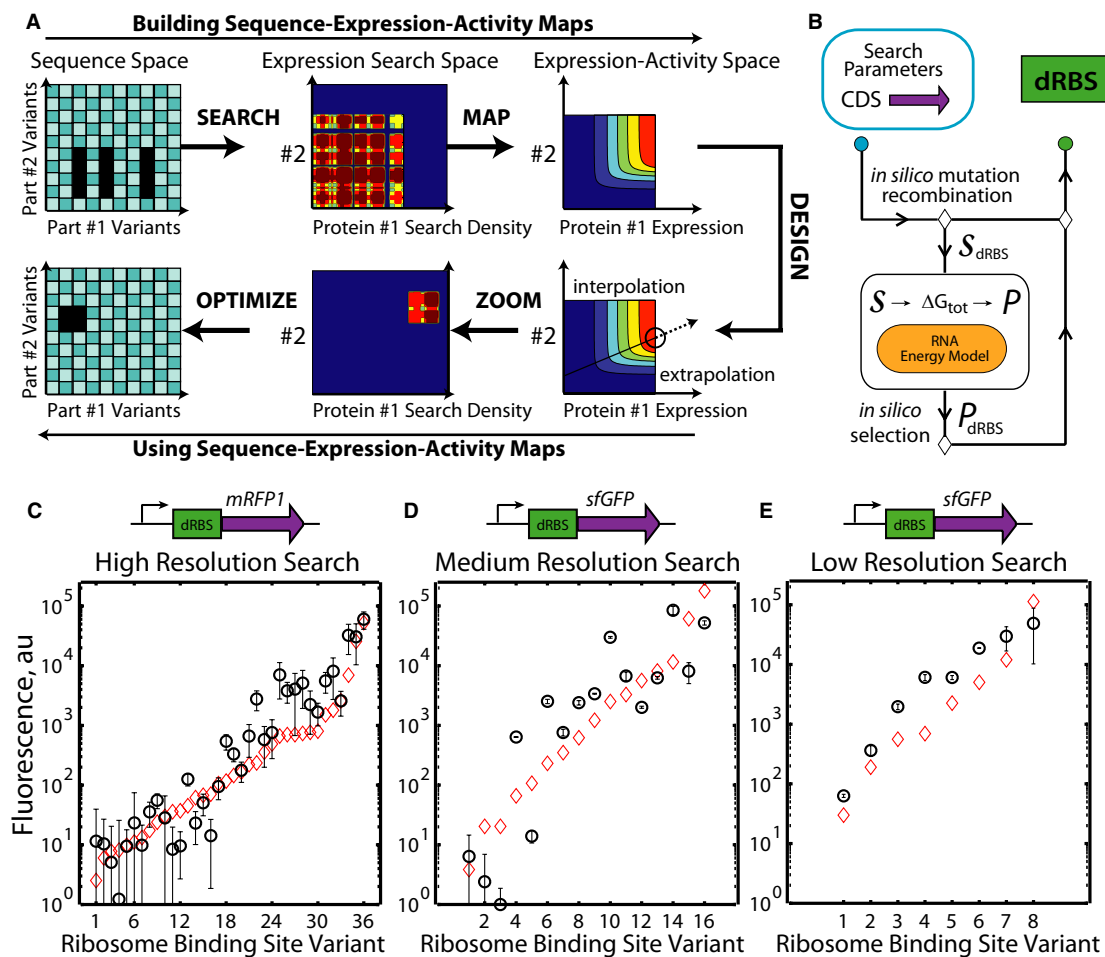 A
Building Sequence-Expression-Activity Maps
Sequence Space
Expression Search Space
Expression-Activity Space
Part #2 Variants
SEARCH
#2
MAP
#2
Part #1 Variants
Protein #1 Search Density
Protein #1 Expression
DESIGN
Part #2 Variants
OPTIMIZE
#2
ZOOM
#2
interpolation
extrapolation
Part #1 Variants
Protein #1 Search Density
Protein #1 Expression
Using Sequence-Expression-Activity Maps
B
Search
Parameters
CDS
dRBS
in silico mutation
recombination
S dRBS
S → ΔGtot → P
RNA
Energy Model
in silico
selection
P dRBS
C
mRFP1
dRBS
High Resolution Search
Fluorescence, au
10^5
10^4
10^3
10^2
10^1
10^0
1 6 12 18 24 30 36
Ribosome Binding Site Variant
D
sfGFP
dRBS
Medium Resolution Search
10^5
10^4
10^3
10^2
10^1
10^0
2 4 6 8 10 12 14 16
Ribosome Binding Site Variant
E
sfGFP
dRBS
Low Resolution Search
10^5
10^4
10^3
10^2
10^1
10^0
1 2 3 4 5 6 7 8
Ribosome Binding Site Variant